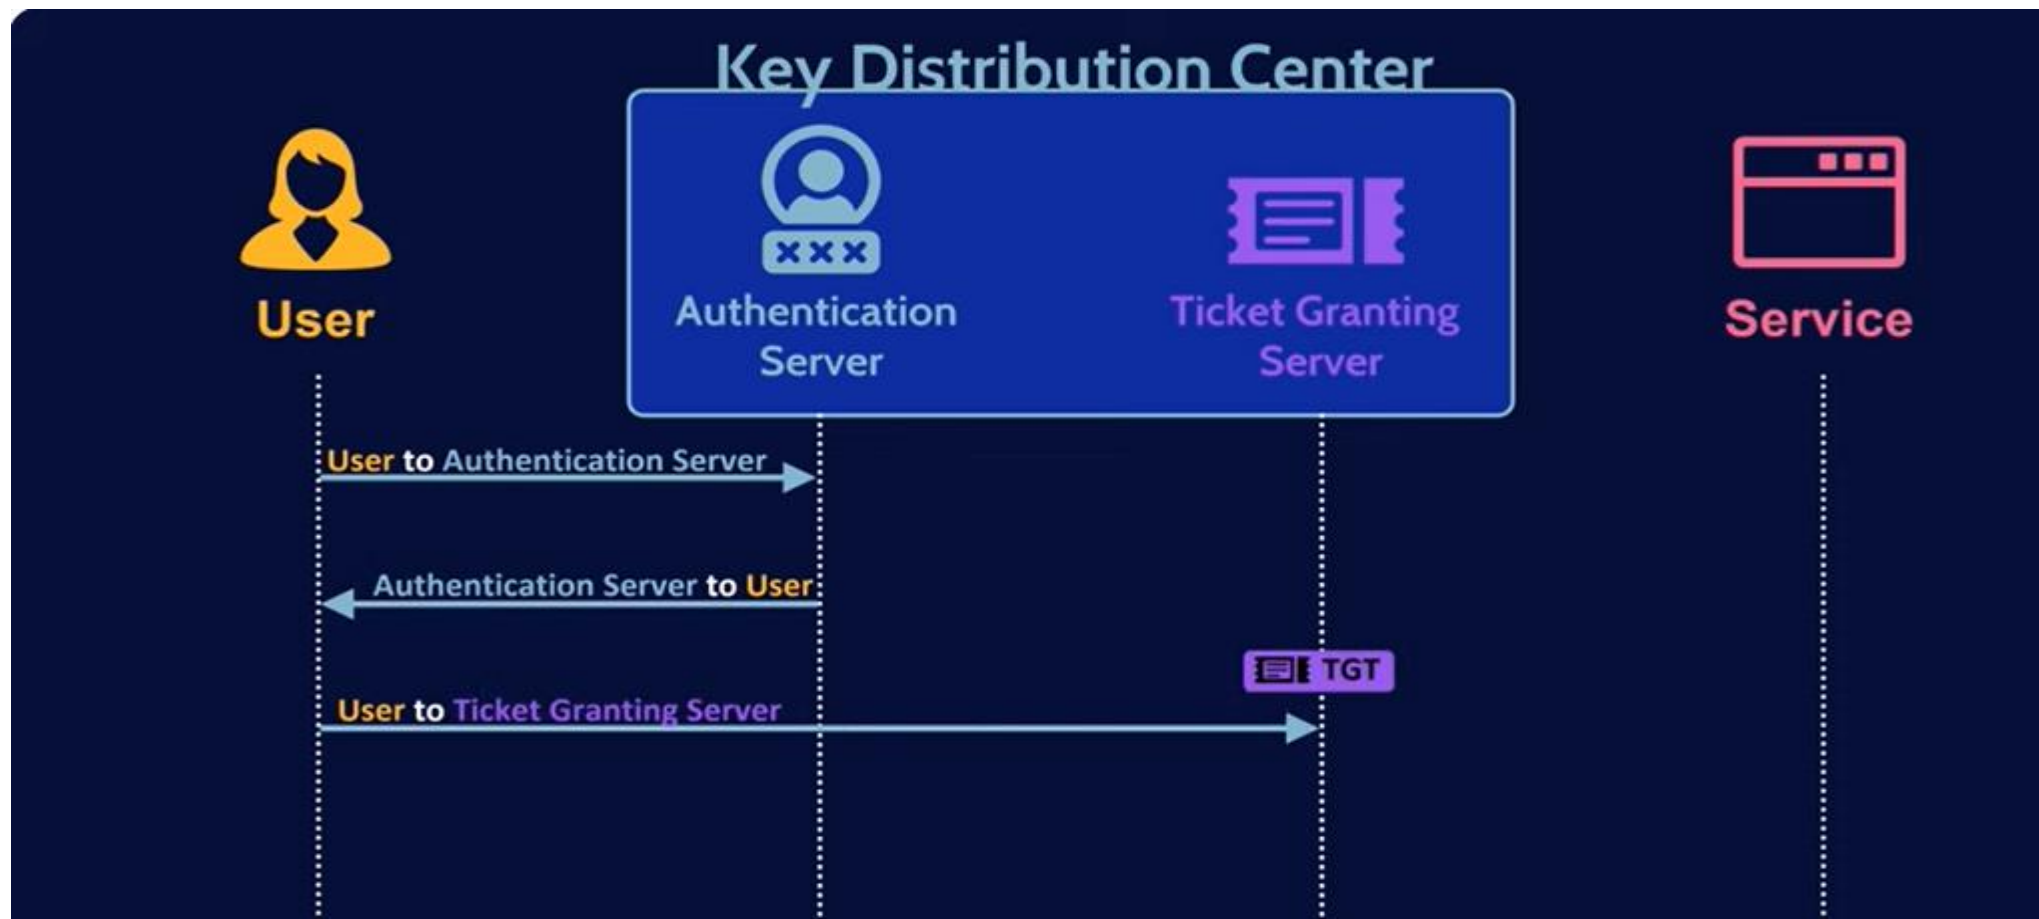 Key Distribution Center
xxx
Authentication
Server
Ticket Granting
Server
User
Service
User to Authentication Server
Authentication Server to User
TGT
User to Ticket Granting Server